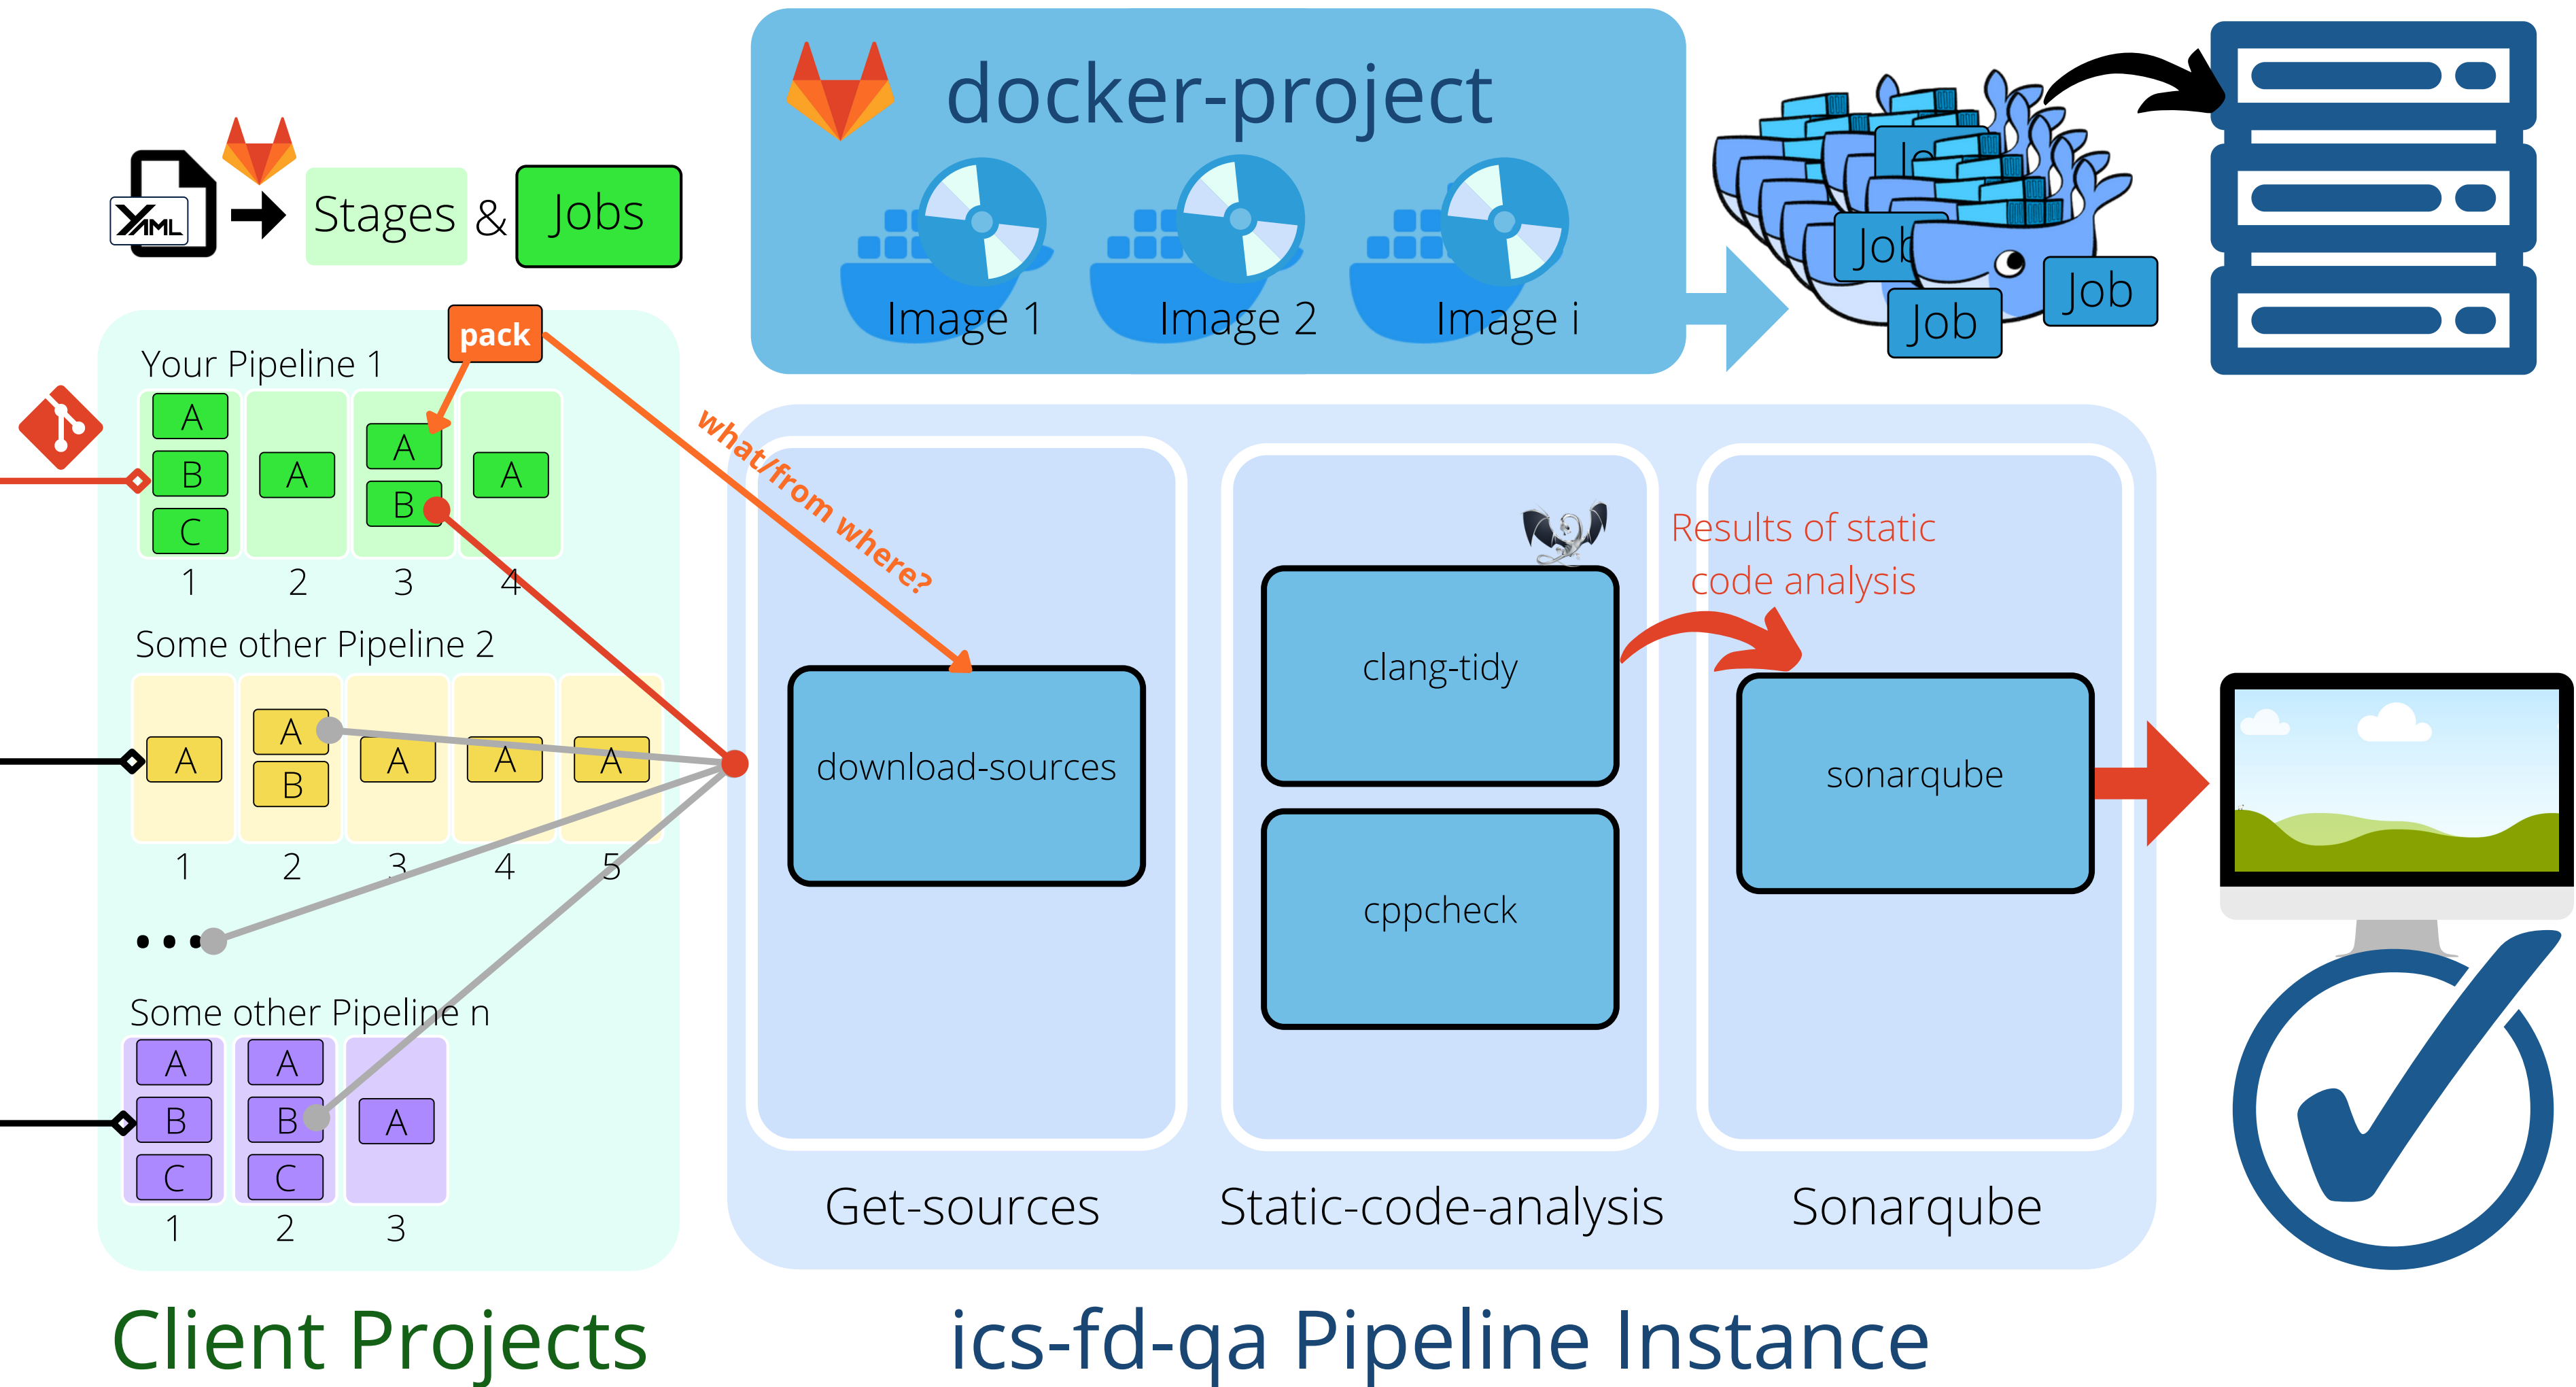 docker-project
Image 1
Image 2
Image i
Job
Job
Job
YAML
Stages
&
Jobs
pack
what/from where?
Your Pipeline 1
A
B
C
A
A
B
A
1
2
3
4
Some other Pipeline 2
A
A
B
A
A
A
1
2
3
4
5
....
Some other Pipeline n
A
B
C
A
B
C
A
1
2
3
download-sources
clang-tidy
cppcheck
Results of static
code analysis
sonarqube
Get-sources
Static-code-analysis
Sonarqube
Client Projects
ics-fd-qa Pipeline Instance